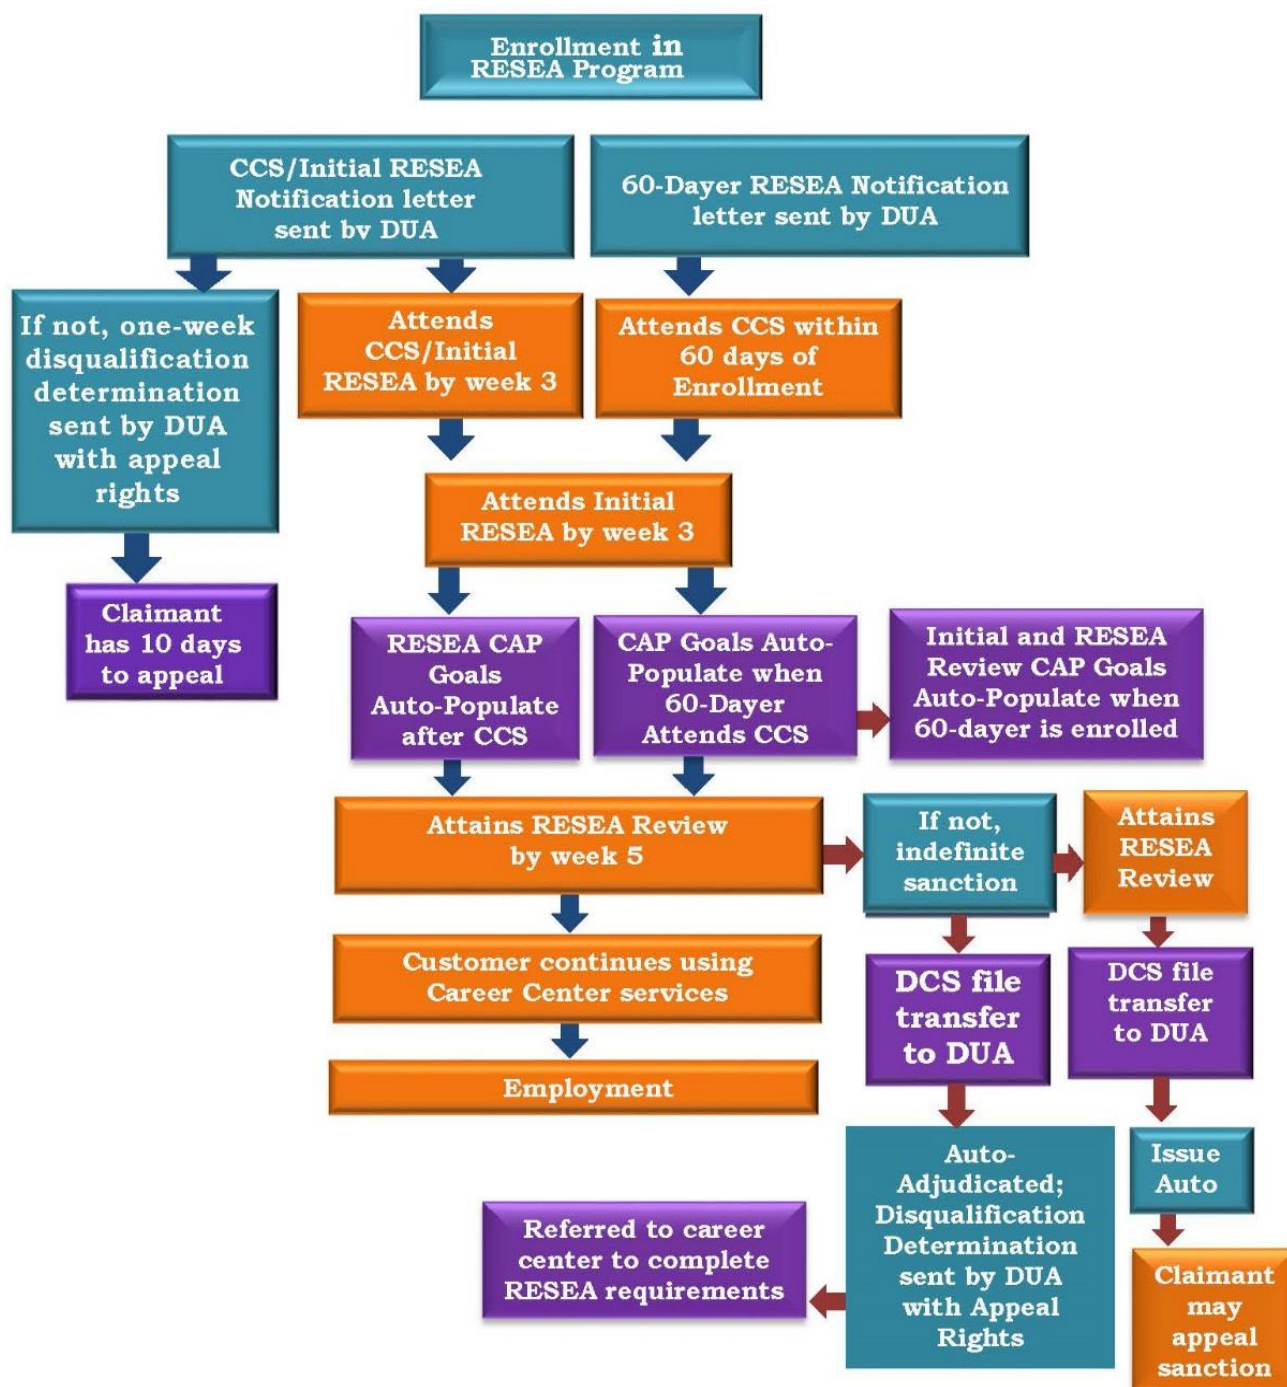 Enrollment in
RESEA Program
CCS/Initial RESEA
Notification letter
sent by DUA
60-Dayer RESEA Notification
letter sent by DUA
If not, one-week
disqualification
determination
sent by DUA
with appeal
rights
Attends
CCS/Initial
RESEA by week 3
Attends CCS within
60 days of
Enrollment
Attends Initial
RESEA by week 3
Claimant
has 10 days
to appeal
RESEA CAP
Goals
Auto-Populate
after CCS
CAP Goals Auto-
Populate when
60-Dayer
Attends CCS
Initial and RESEA
Review CAP Goals
Auto-Populate when
60-dayer is enrolled
Attains RESEA Review
by week 5
If not,
indefinite
sanction
Attains
RESEA
Review
Customer continues using
Career Center services
DCS file
transfer
to DUA
DCS file
transfer
to DUA
Employment
Auto-
Adjudicated;
Disqualification
Determination
sent by DUA
with Appeal
Rights
Issue
Auto
Referred to career
center to complete
RESEA requirements
Claimant
may
appeal
sanction